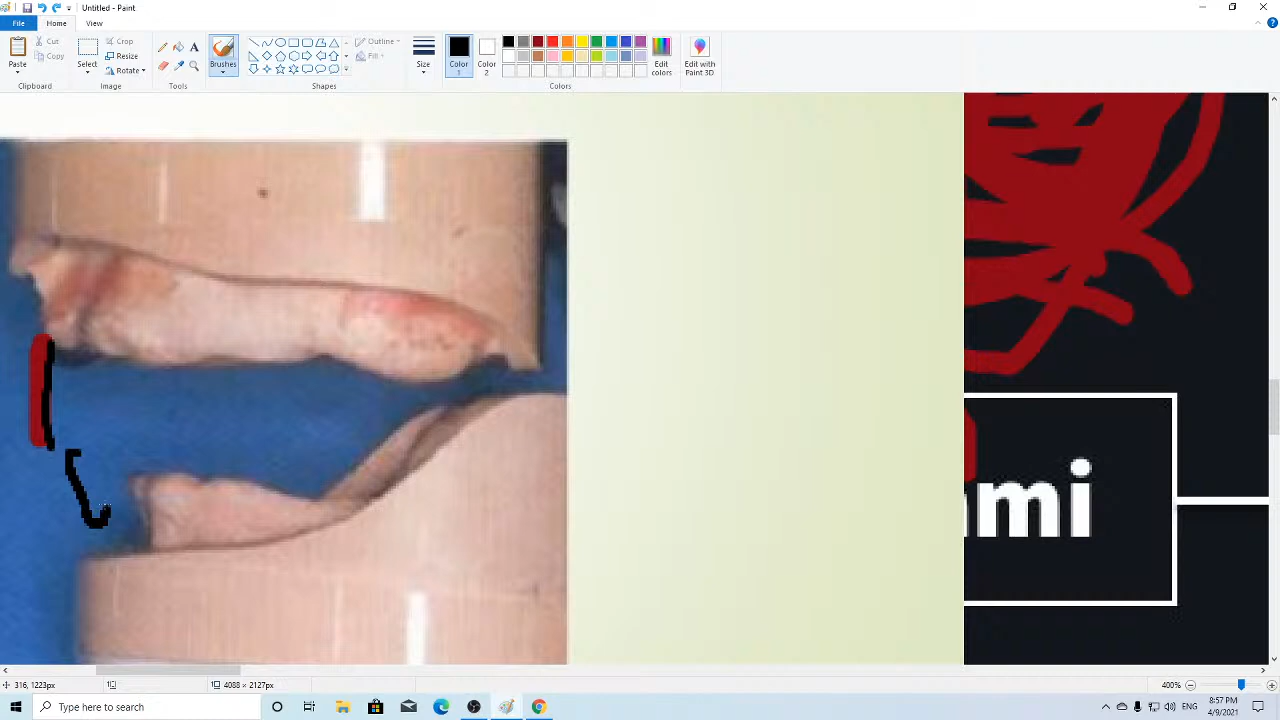 Untitled - Paint
File
Home
View
Paste
Cut
Copy
Clipboard
Select
Crop
Resize
Rotate
Image
A
Tools
Brushes
Shapes
Outline
Fill
Size
Color 1
Color 2
Edit colors
Colors
Edit with Paint 3D
mi
316, 1223px
4088 × 2127px
400%
Type here to search
ENG
8:57 PM
4/9/2021